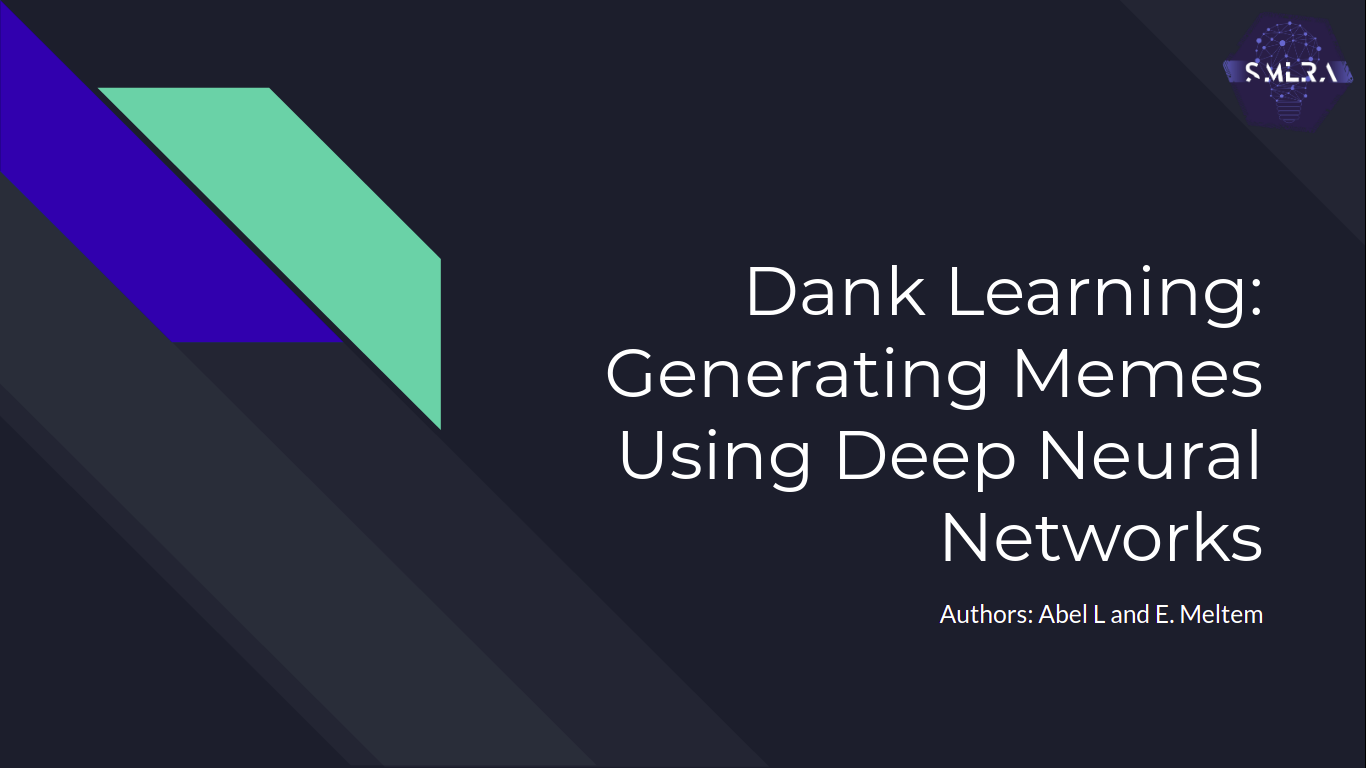 SMLRA
Dank Learning:
Generating Memes
Using Deep Neural
Networks
Authors: Abel L and E. Meltem